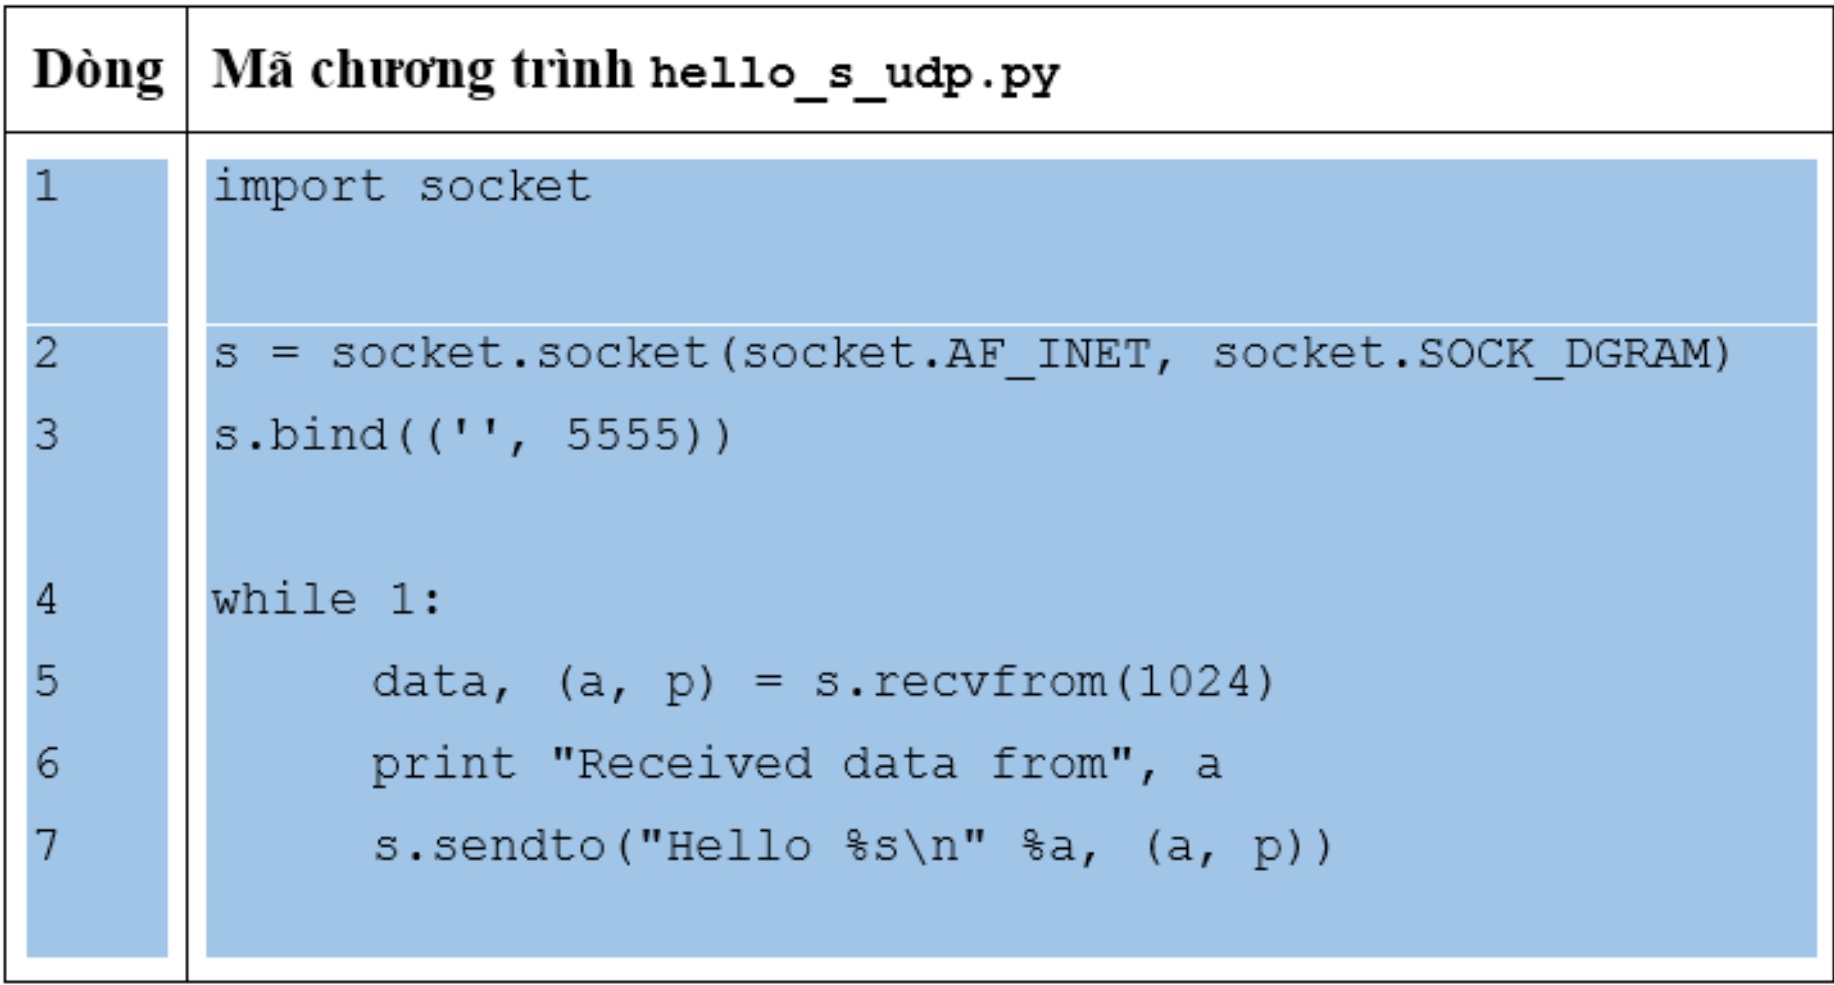 Dòng Mã chương trình hello_s_udp.py
1 import socket
2 s = socket.socket(socket.AF_INET, socket.SOCK_DGRAM)
3 s.bind(('', 5555))
4 while 1:
5 data, (a, p) = s.recvfrom(1024)
6 print "Received data from", a
7 s.sendto("Hello %s\n" %a, (a, p))